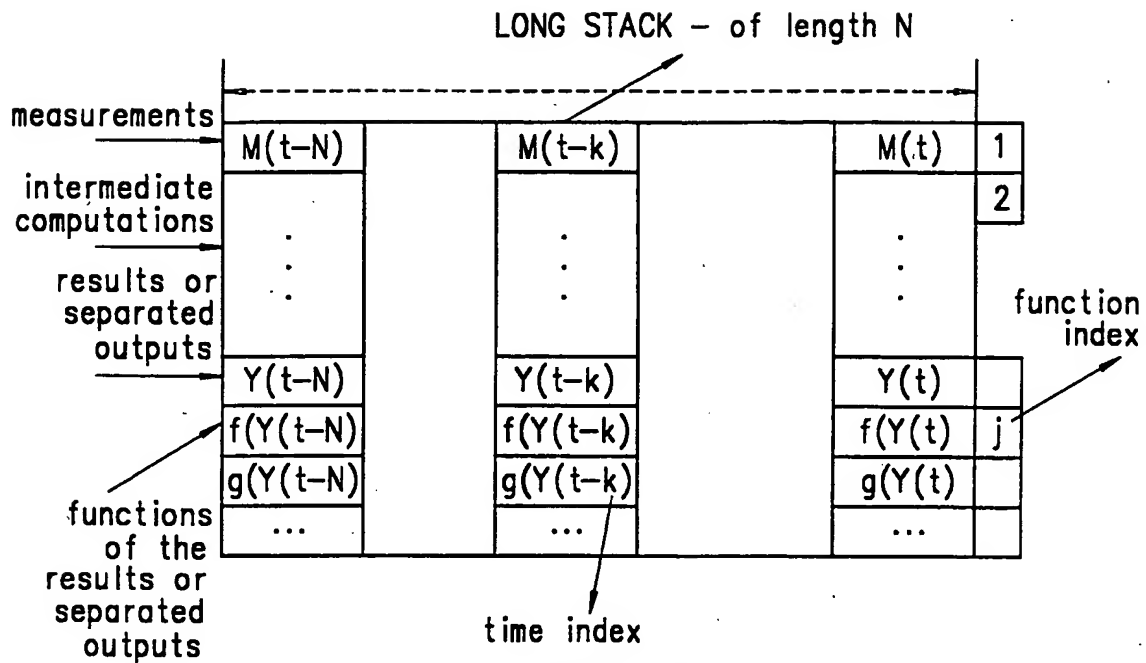 LONG STACK - of length N
measurements
M(t-N) M(t-k) M(t) 1
intermediate
computations
2
results or
separated
outputs
function
index
Y(t-N) Y(t-k) Y(t)
f(Y(t-N) f(Y(t-k) f(Y(t) j
g(Y(t-N) g(Y(t-k) g(Y(t)
... ... ...
functions
of the
results or
separated
outputs
time index